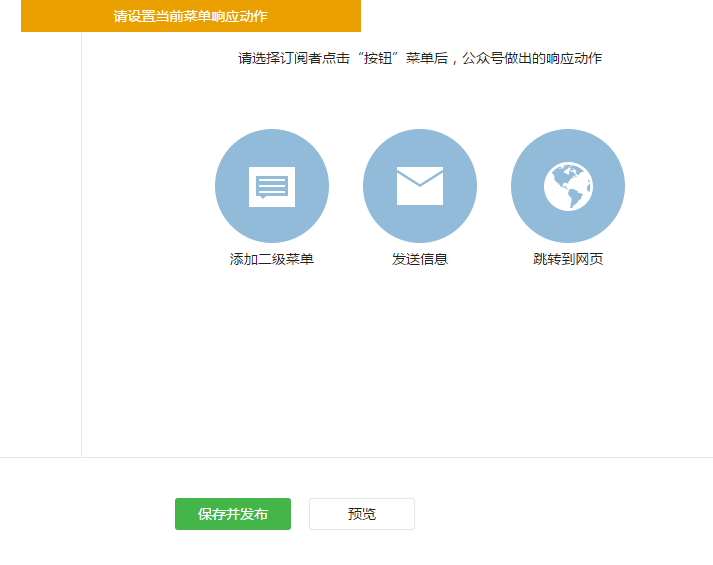 请设置当前菜单响应动作
请选择订阅者点击“按钮”菜单后，公众号做出的响应动作
添加二级菜单
发送信息
跳转到网页
保存并发布
预览